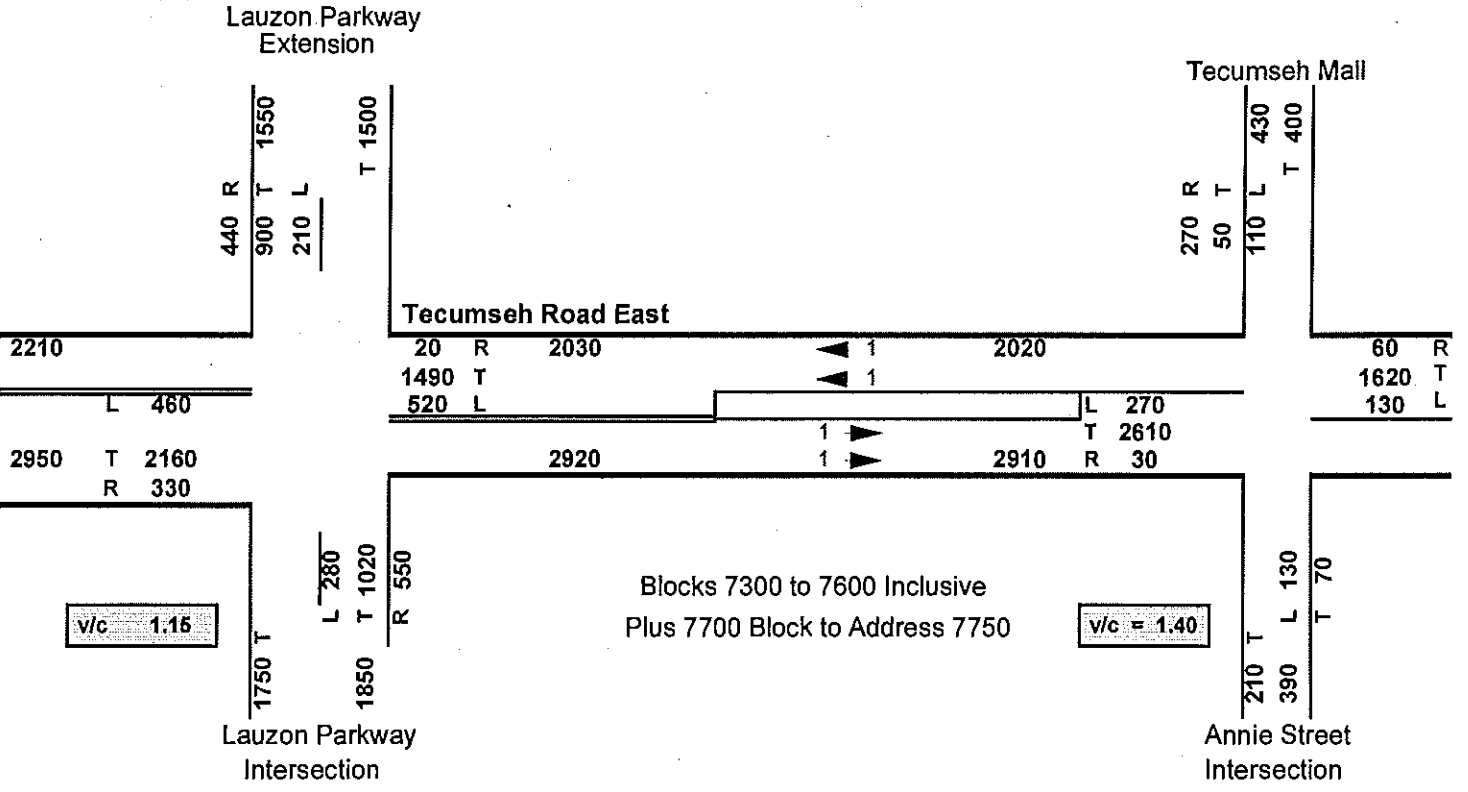 Lauzon Parkway
Extension
Tecumseh Mall
1550
T 1500
440 R
900 T
210 L
430
T 400
270 R
50 T
110 L
Tecumseh Road East
2210
20 R 2030
1 2020
60 R
1490 T
1
1620 T
L 460
520 L
L 270
130 L
1
T 2610
2950 T 2160
2920
1 2910 R 30
R 330
L 280
T 1020
R 550
Blocks 7300 to 7600 Inclusive
Plus 7700 Block to Address 7750
v/c 1.15
v/c = 1.40
L 130
T 70
1750 T
1850
210 T
390
Lauzon Parkway
Intersection
Annie Street
Intersection